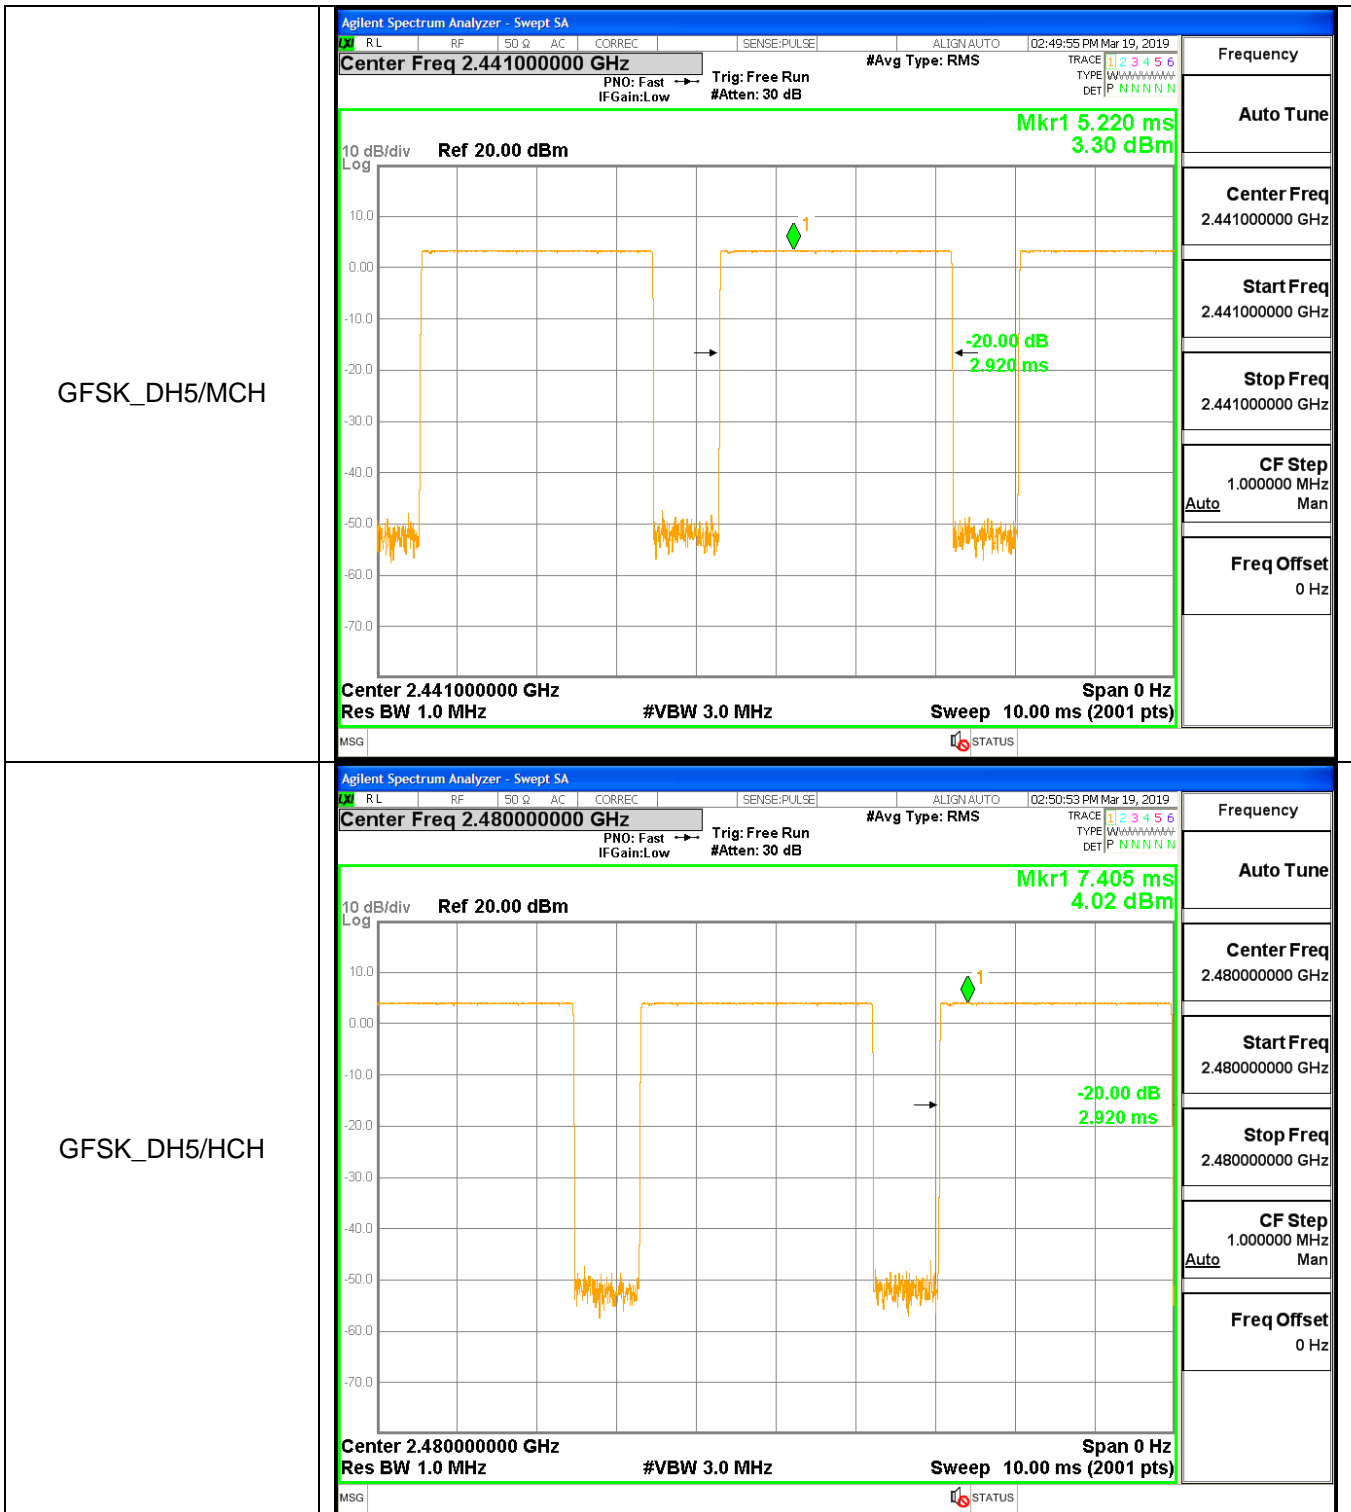 GFSK_DH5/MCH
Agilent Spectrum Analyzer - Swept SA
LXI RL RF 50 Ω AC CORREC SENSE:PULSE ALIGN AUTO 02:49:55 PM Mar 19, 2019
Center Freq 2.441000000 GHz
PNO: Fast
IFGain:Low
Trig: Free Run
#Atten: 30 dB
#Avg Type: RMS
TRACE 1 2 3 4 5 6
TYPE
DET P N N N N N
Mkr1 5.220 ms
3.30 dBm
10 dB/div Ref 20.00 dBm
Log
1
10.0
0.00
-10.0
-20.0
-30.0
-40.0
-50.0
-60.0
-70.0
-20.00 dB
2.920 ms
Center 2.441000000 GHz Span 0 Hz
Res BW 1.0 MHz #VBW 3.0 MHz Sweep 10.00 ms (2001 pts)
MSG STATUS
Frequency
Auto Tune
Center Freq
2.441000000 GHz
Start Freq
2.441000000 GHz
Stop Freq
2.441000000 GHz
CF Step
1.000000 MHz
Auto Man
Freq Offset
0 Hz
GFSK_DH5/HCH
Agilent Spectrum Analyzer - Swept SA
LXI RL RF 50 Ω AC CORREC SENSE:PULSE ALIGN AUTO 02:50:53 PM Mar 19, 2019
Center Freq 2.480000000 GHz
PNO: Fast
IFGain:Low
Trig: Free Run
#Atten: 30 dB
#Avg Type: RMS
TRACE 1 2 3 4 5 6
TYPE
DET P N N N N N
Mkr1 7.405 ms
4.02 dBm
10 dB/div Ref 20.00 dBm
Log
1
10.0
0.00
-10.0
-20.0
-30.0
-40.0
-50.0
-60.0
-70.0
-20.00 dB
2.920 ms
Center 2.480000000 GHz Span 0 Hz
Res BW 1.0 MHz #VBW 3.0 MHz Sweep 10.00 ms (2001 pts)
MSG STATUS
Frequency
Auto Tune
Center Freq
2.480000000 GHz
Start Freq
2.480000000 GHz
Stop Freq
2.480000000 GHz
CF Step
1.000000 MHz
Auto Man
Freq Offset
0 Hz